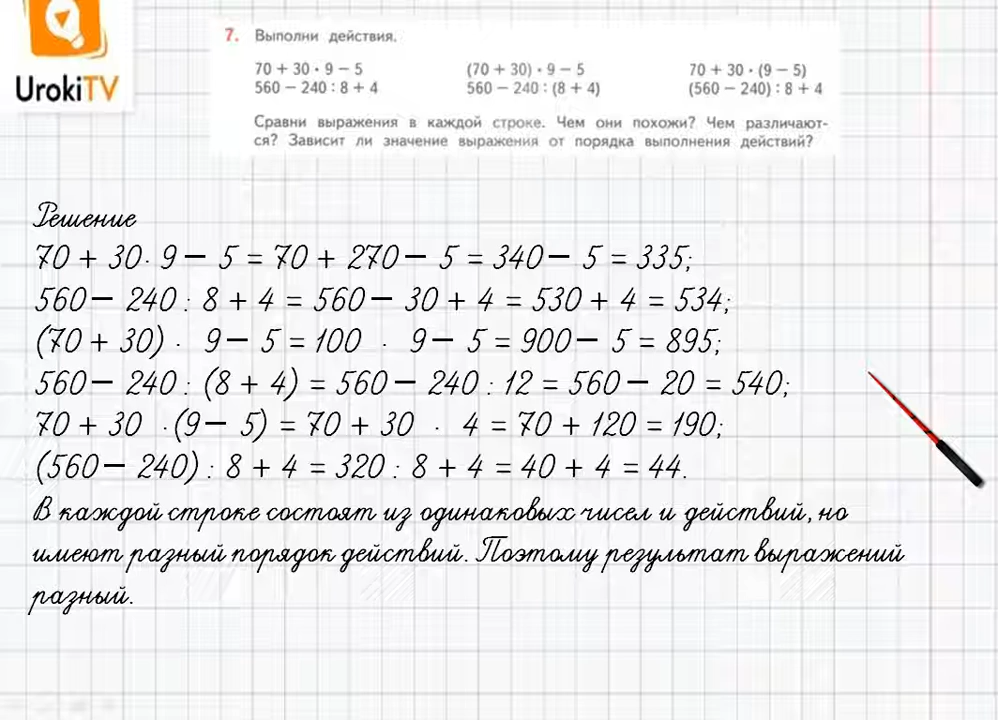 UrokiTV
7. Выполни действия.
70 + 30 · 9 − 5 (70 + 30) · 9 − 5 70 + 30 · (9 − 5)
560 − 240 : 8 + 4 560 − 240 : (8 + 4) (560 − 240) : 8 + 4
Сравни выражения в каждой строке. Чем они похожи? Чем различают-
ся? Зависит ли значение выражения от порядка выполнения действий?
Решение
70 + 30 · 9 − 5 = 70 + 270 − 5 = 340 − 5 = 335;
560 − 240 : 8 + 4 = 560 − 30 + 4 = 530 + 4 = 534;
(70 + 30) · 9 − 5 = 100 · 9 − 5 = 900 − 5 = 895;
560 − 240 : (8 + 4) = 560 − 240 : 12 = 560 − 20 = 540;
70 + 30 · (9 − 5) = 70 + 30 · 4 = 70 + 120 = 190;
(560 − 240) : 8 + 4 = 320 : 8 + 4 = 40 + 4 = 44.
В каждой строке состоят из одинаковых чисел и действий, но
имеют разный порядок действий. Поэтому результат выражений
разный.